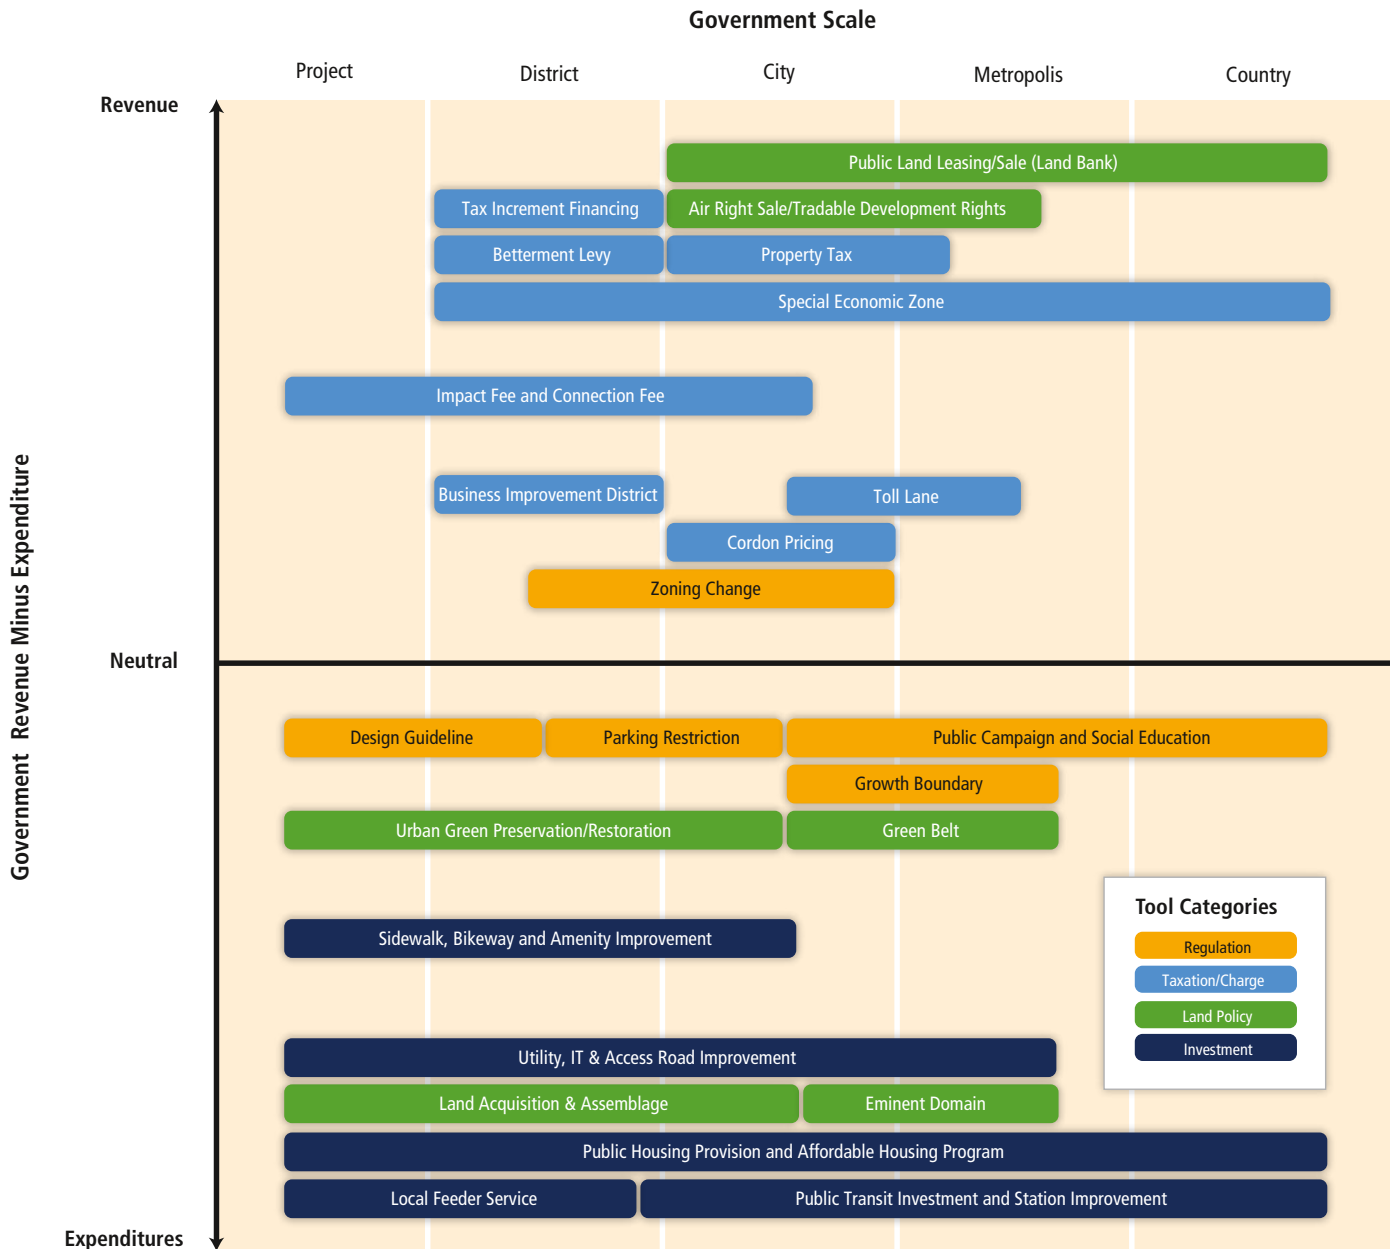 Government Scale
Project
District
City
Metropolis
Country
Revenue
Public Land Leasing/Sale (Land Bank)
Tax Increment Financing
Air Right Sale/Tradable Development Rights
Betterment Levy
Property Tax
Special Economic Zone
Impact Fee and Connection Fee
Business Improvement District
Toll Lane
Cordon Pricing
Zoning Change
Government Revenue Minus Expenditure
Neutral
Design Guideline
Parking Restriction
Public Campaign and Social Education
Growth Boundary
Urban Green Preservation/Restoration
Green Belt
Tool Categories
Regulation
Taxation/Charge
Land Policy
Investment
Sidewalk, Bikeway and Amenity Improvement
Utility, IT & Access Road Improvement
Land Acquisition & Assemblage
Eminent Domain
Public Housing Provision and Affordable Housing Program
Local Feeder Service
Public Transit Investment and Station Improvement
Expenditures